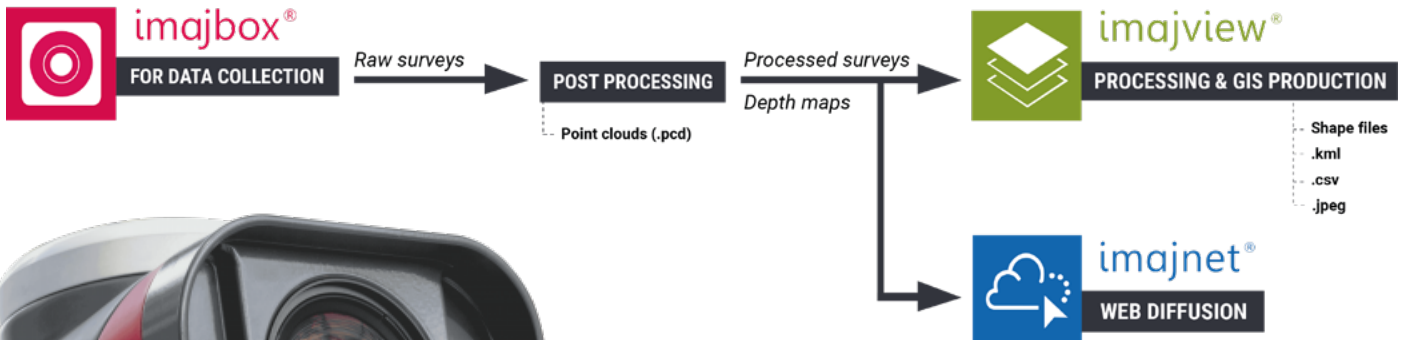 imajbox®
FOR DATA COLLECTION
Raw surveys
POST PROCESSING
Point clouds (.pcd)
Processed surveys
Depth maps
imajview®
PROCESSING & GIS PRODUCTION
Shape files
.kml
.csv
.jpeg
imajnet®
WEB DIFFUSION